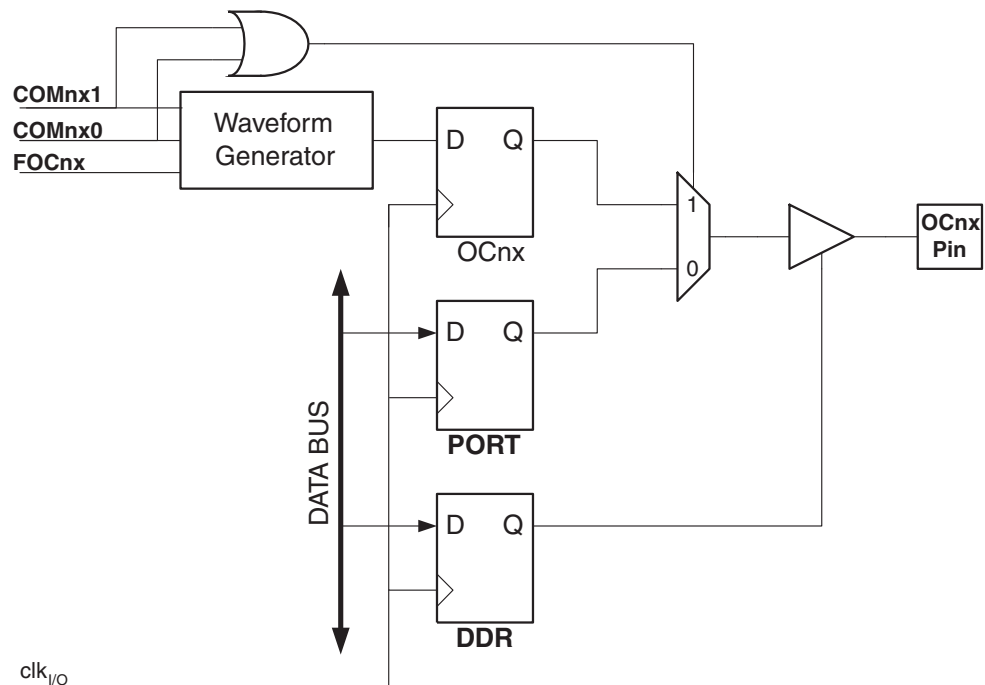 COMnx1
COMnx0
FOCnx
Waveform
Generator
D Q
OCnx
1
0
OCnx
Pin
D Q
PORT
DATA BUS
D Q
DDR
clkI/O